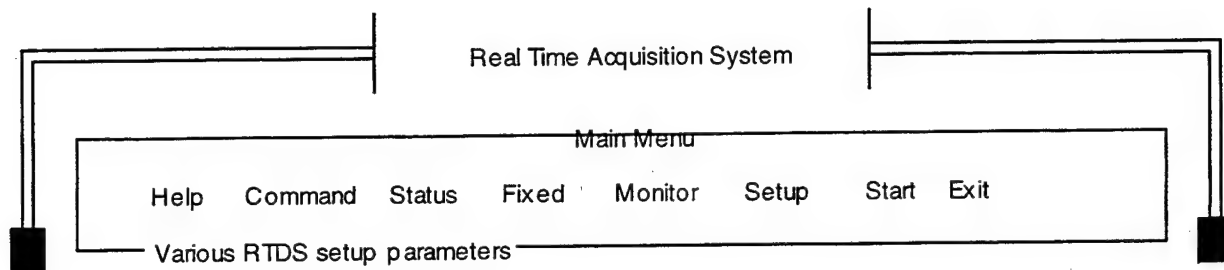 Real Time Acquisition System
Main Menu
Help Command Status Fixed Monitor Setup Start Exit
Various RTDS setup parameters